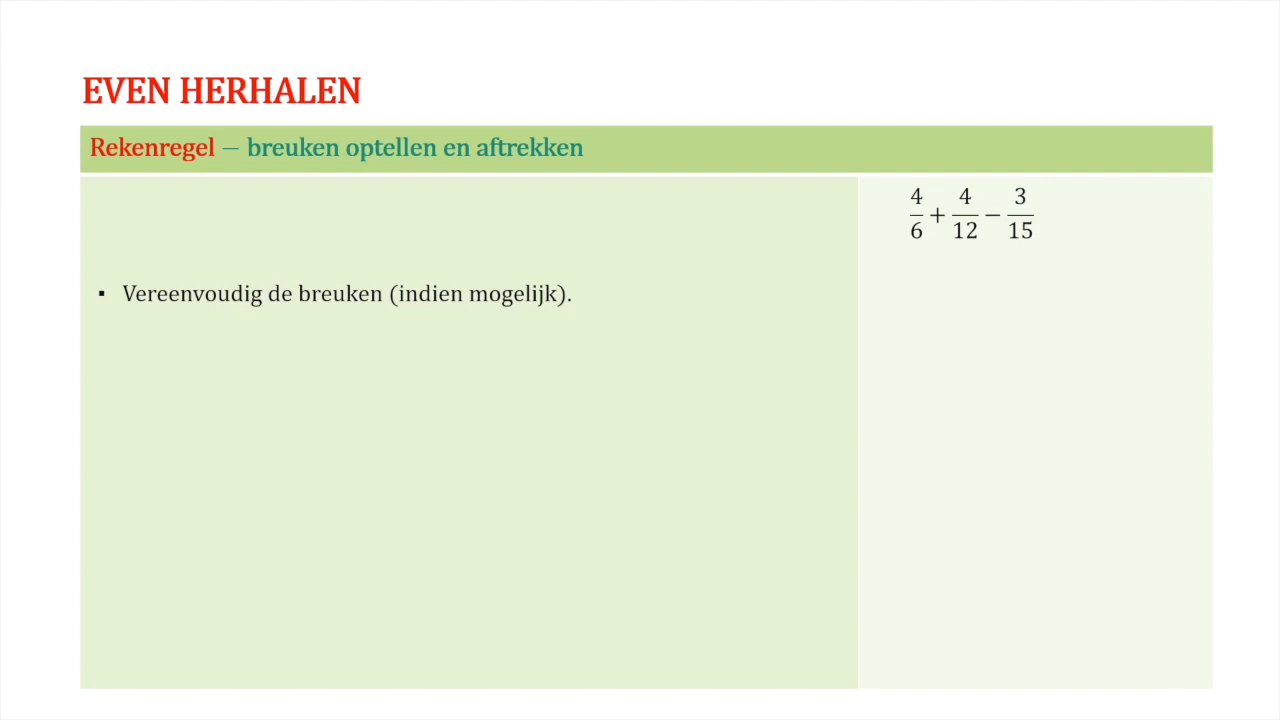 EVEN HERHALEN
Rekenregel – breuken optellen en aftrekken
4/6 + 4/12 − 3/15
▪ Vereenvoudig de breuken (indien mogelijk).